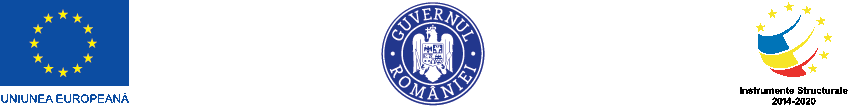 GUVERNUL
ROMÂNIEI
UNIUNEA EUROPEANĂ
Instrumente Structurale
2014-2020